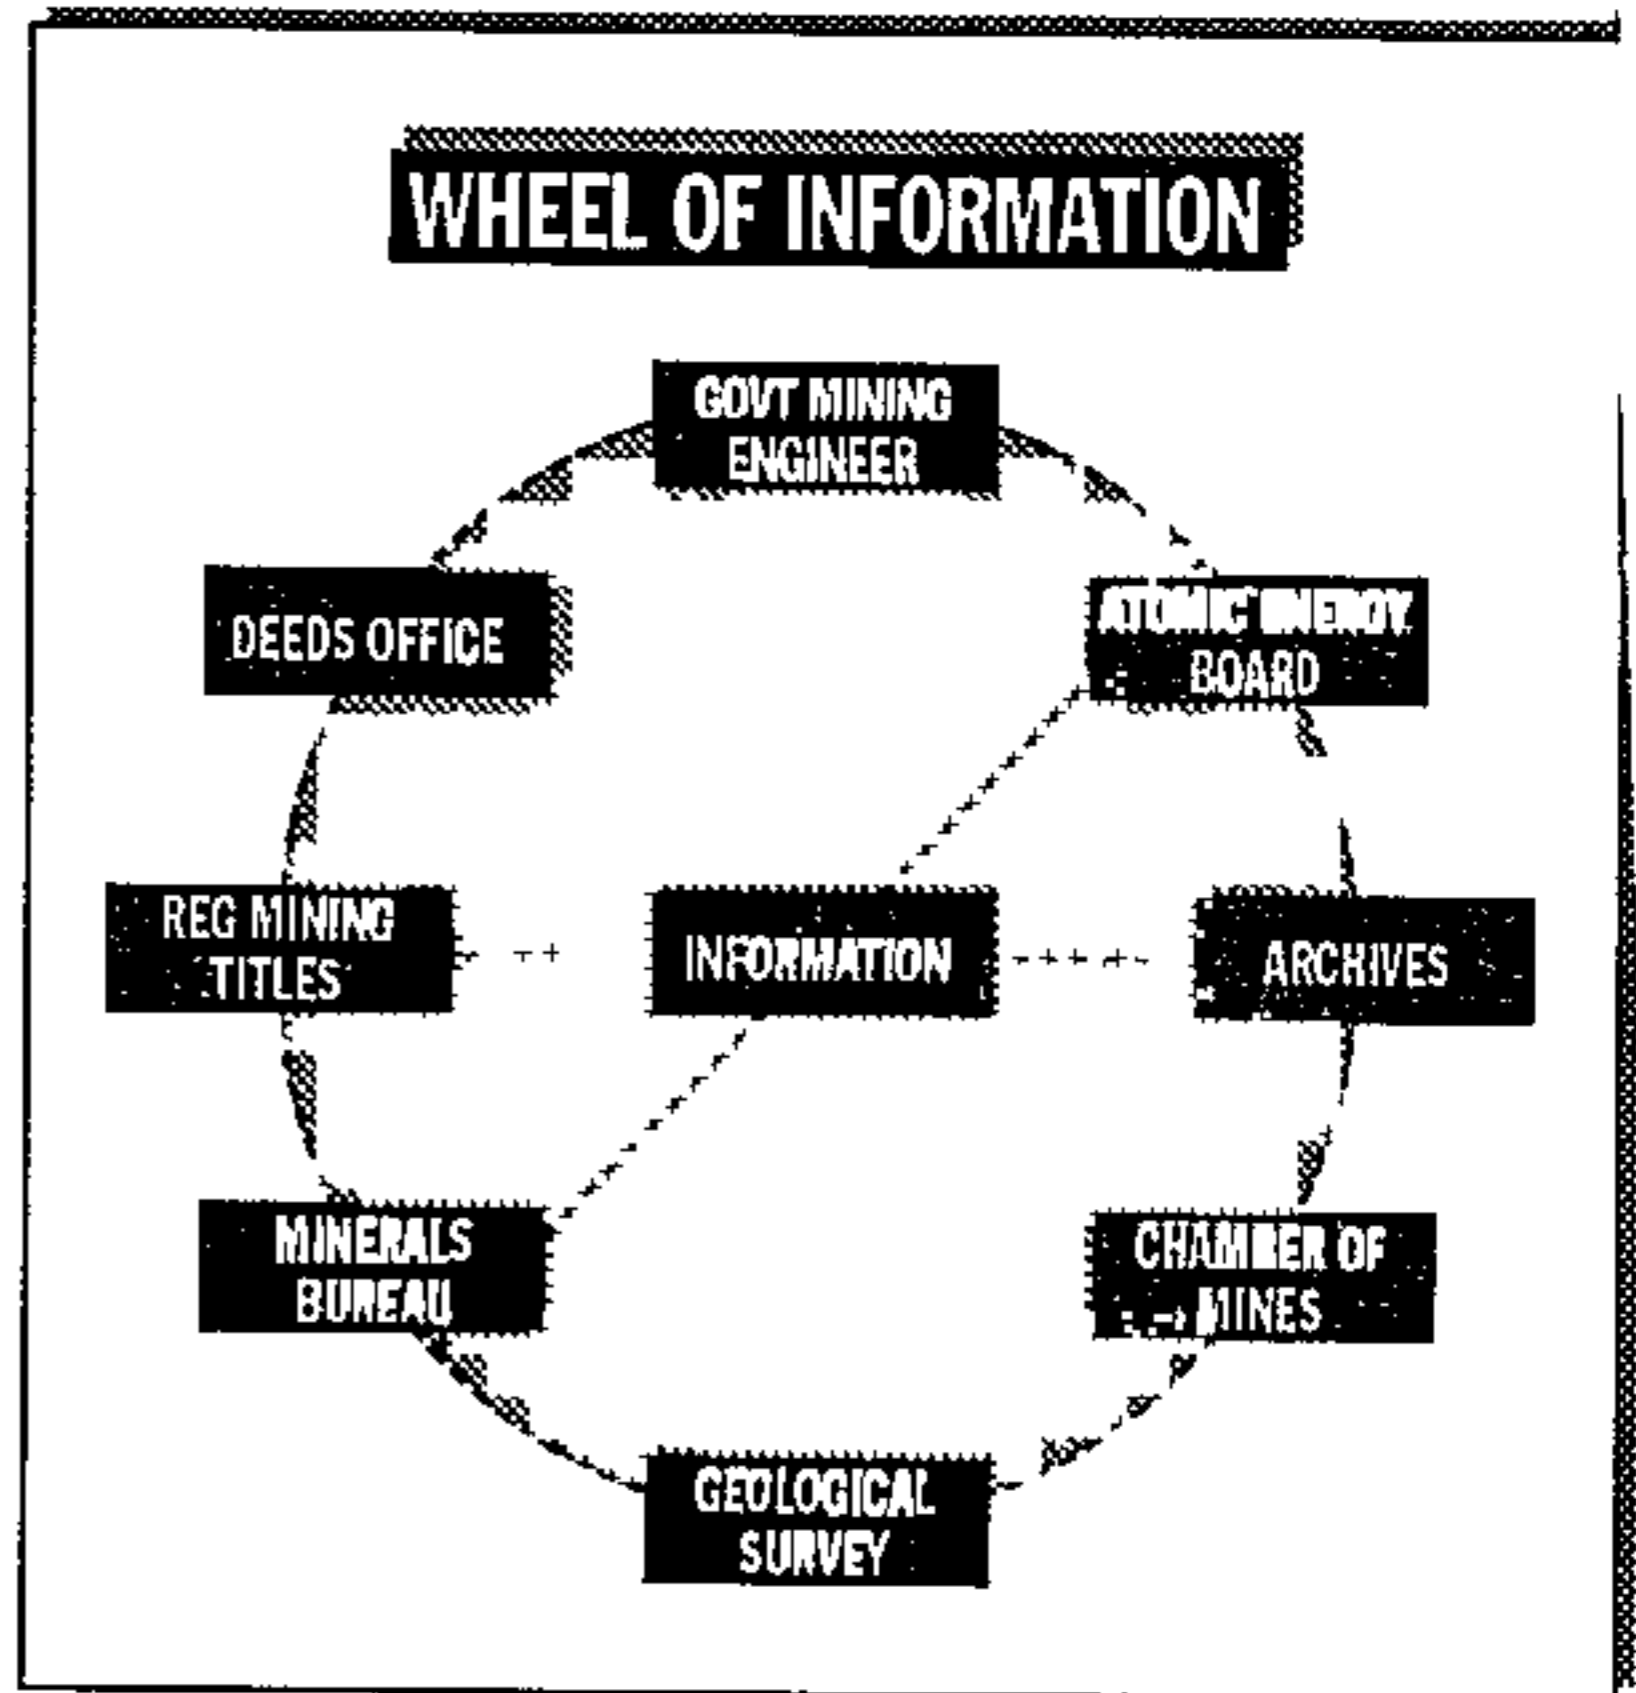 WHEEL OF INFORMATION
GOVT MINING
ENGINEER
DEEDS OFFICE
ATOMIC ENERGY
BOARD
REG MINING
TITLES
INFORMATION
ARCHIVES
MINERALS
BUREAU
CHAMBER OF
MINES
GEOLOGICAL
SURVEY